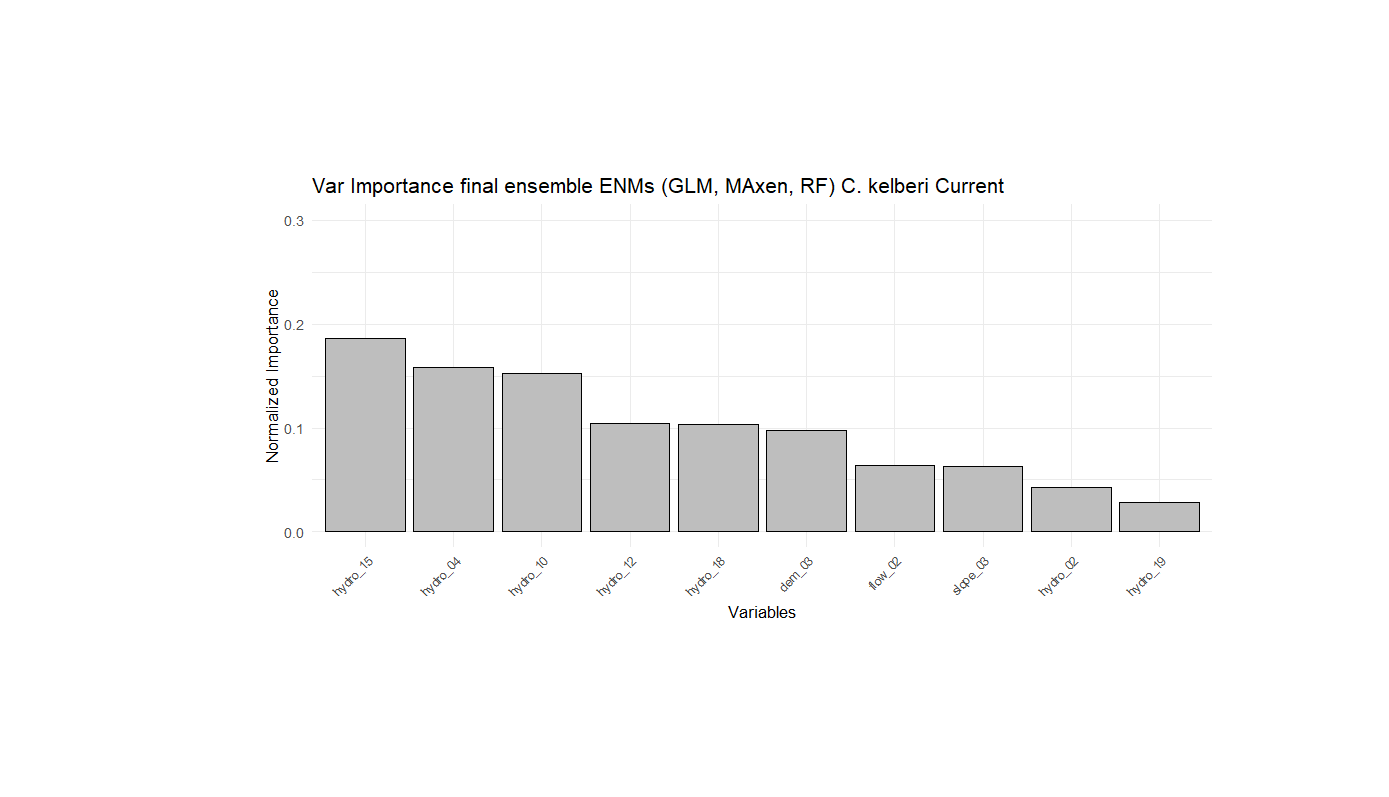 Var Importance final ensemble ENMs (GLM, MAxen, RF) C. kelberi Current
0.3
0.2
0.1
0.0
Normalized Importance
hydro_15
hydro_04
hydro_10
hydro_12
hydro_18
dem_03
flow_02
slope_03
hydro_02
hydro_19
Variables